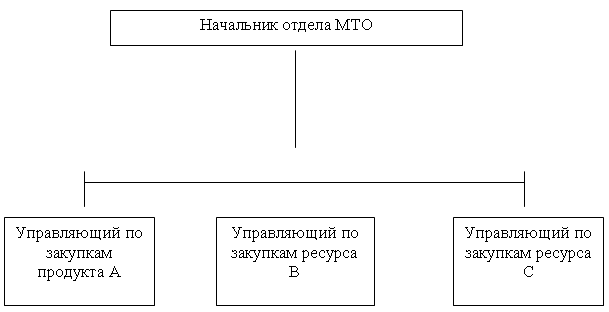 Начальник отдела МТО
Управляющий по
закупкам
продукта А
Управляющий по
закупкам ресурса
В
Управляющий по
закупкам ресурса
С